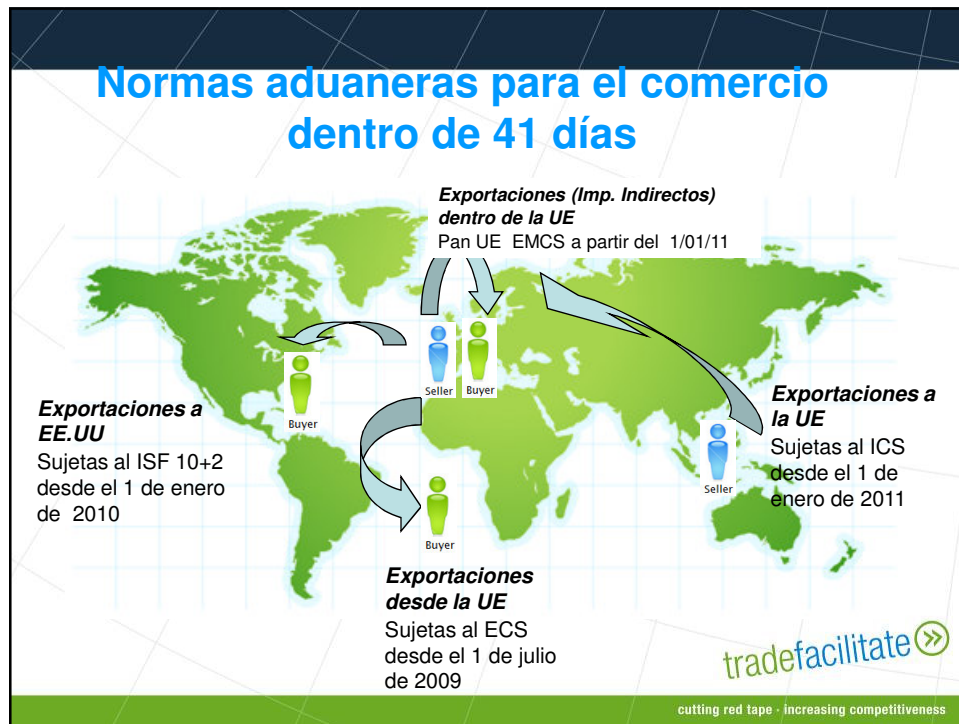 Normas aduaneras para el comercio
dentro de 41 días
Exportaciones (Imp. Indirectos)
dentro de la UE
Pan UE EMCS a partir del 1/01/11
Seller
Buyer
Buyer
Exportaciones a
EE.UU
Sujetas al ISF 10+2
desde el 1 de enero
de 2010
Exportaciones a
la UE
Sujetas al ICS
desde el 1 de
enero de 2011
Seller
Buyer
Exportaciones
desde la UE
Sujetas al ECS
desde el 1 de julio
de 2009
tradefacilitate
cutting red tape · increasing competitiveness